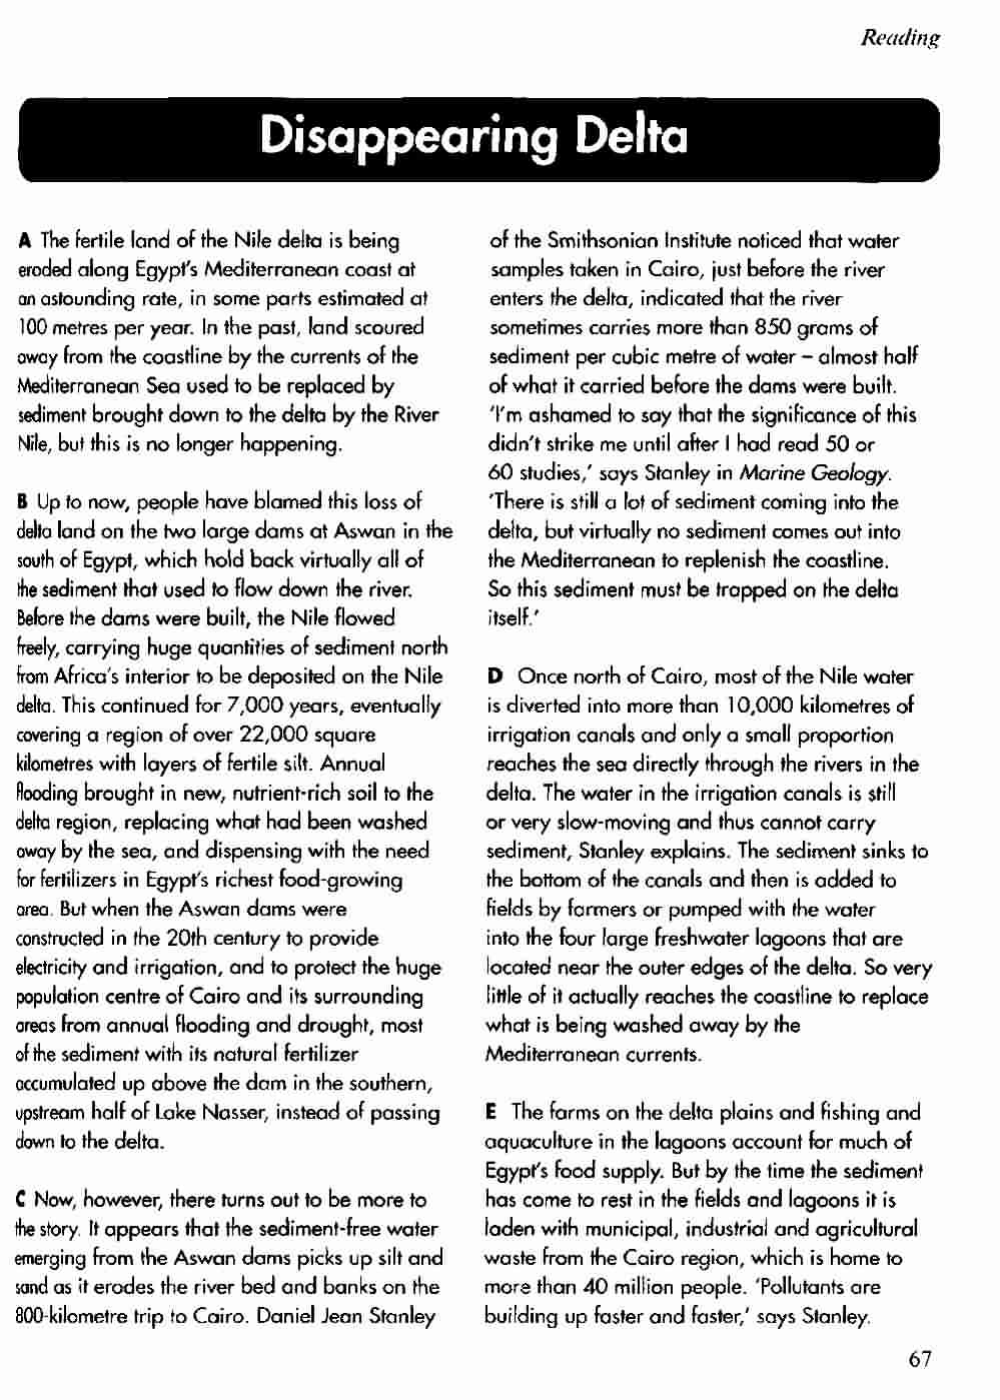 Reading
Disappearing Delta
A The fertile land of the Nile delta is being
eroded along Egypt's Mediterranean coast at
an astounding rate, in some parts estimated at
100 metres per year. In the past, land scoured
away from the coastline by the currents of the
Mediterranean Sea used to be replaced by
sediment brought down to the delta by the River
Nile, but this is no longer happening.
B Up to now, people have blamed this loss of
delta land on the two large dams at Aswan in the
south of Egypt, which hold back virtually all of
the sediment that used to flow down the river.
Before the dams were built, the Nile flowed
freely, carrying huge quantities of sediment north
from Africa's interior to be deposited on the Nile
delta. This continued for 7,000 years, eventually
covering a region of over 22,000 square
kilometres with layers of fertile silt. Annual
flooding brought in new, nutrient-rich soil to the
delta region, replacing what had been washed
away by the sea, and dispensing with the need
for fertilizers in Egypt's richest food-growing
area. But when the Aswan dams were
constructed in the 20th century to provide
electricity and irrigation, and to protect the huge
population centre of Cairo and its surrounding
areas from annual flooding and drought, most
of the sediment with its natural fertilizer
accumulated up above the dam in the southern,
upstream half of Lake Nasser, instead of passing
down to the delta.
C Now, however, there turns out to be more to
the story. It appears that the sediment-free water
emerging from the Aswan dams picks up silt and
sand as it erodes the river bed and banks on the
800-kilometre trip to Cairo. Daniel Jean Stanley
of the Smithsonian Institute noticed that water
samples taken in Cairo, just before the river
enters the delta, indicated that the river
sometimes carries more than 850 grams of
sediment per cubic metre of water – almost half
of what it carried before the dams were built.
'I'm ashamed to say that the significance of this
didn't strike me until after I had read 50 or
60 studies,' says Stanley in Marine Geology.
'There is still a lot of sediment coming into the
delta, but virtually no sediment comes out into
the Mediterranean to replenish the coastline.
So this sediment must be trapped on the delta
itself.'
D Once north of Cairo, most of the Nile water
is diverted into more than 10,000 kilometres of
irrigation canals and only a small proportion
reaches the sea directly through the rivers in the
delta. The water in the irrigation canals is still
or very slow-moving and thus cannot carry
sediment, Stanley explains. The sediment sinks to
the bottom of the canals and then is added to
fields by farmers or pumped with the water
into the four large freshwater lagoons that are
located near the outer edges of the delta. So very
little of it actually reaches the coastline to replace
what is being washed away by the
Mediterranean currents.
E The farms on the delta plains and fishing and
aquaculture in the lagoons account for much of
Egypt's food supply. But by the time the sediment
has come to rest in the fields and lagoons it is
laden with municipal, industrial and agricultural
waste from the Cairo region, which is home to
more than 40 million people. 'Pollutants are
building up faster and faster,' says Stanley.
67